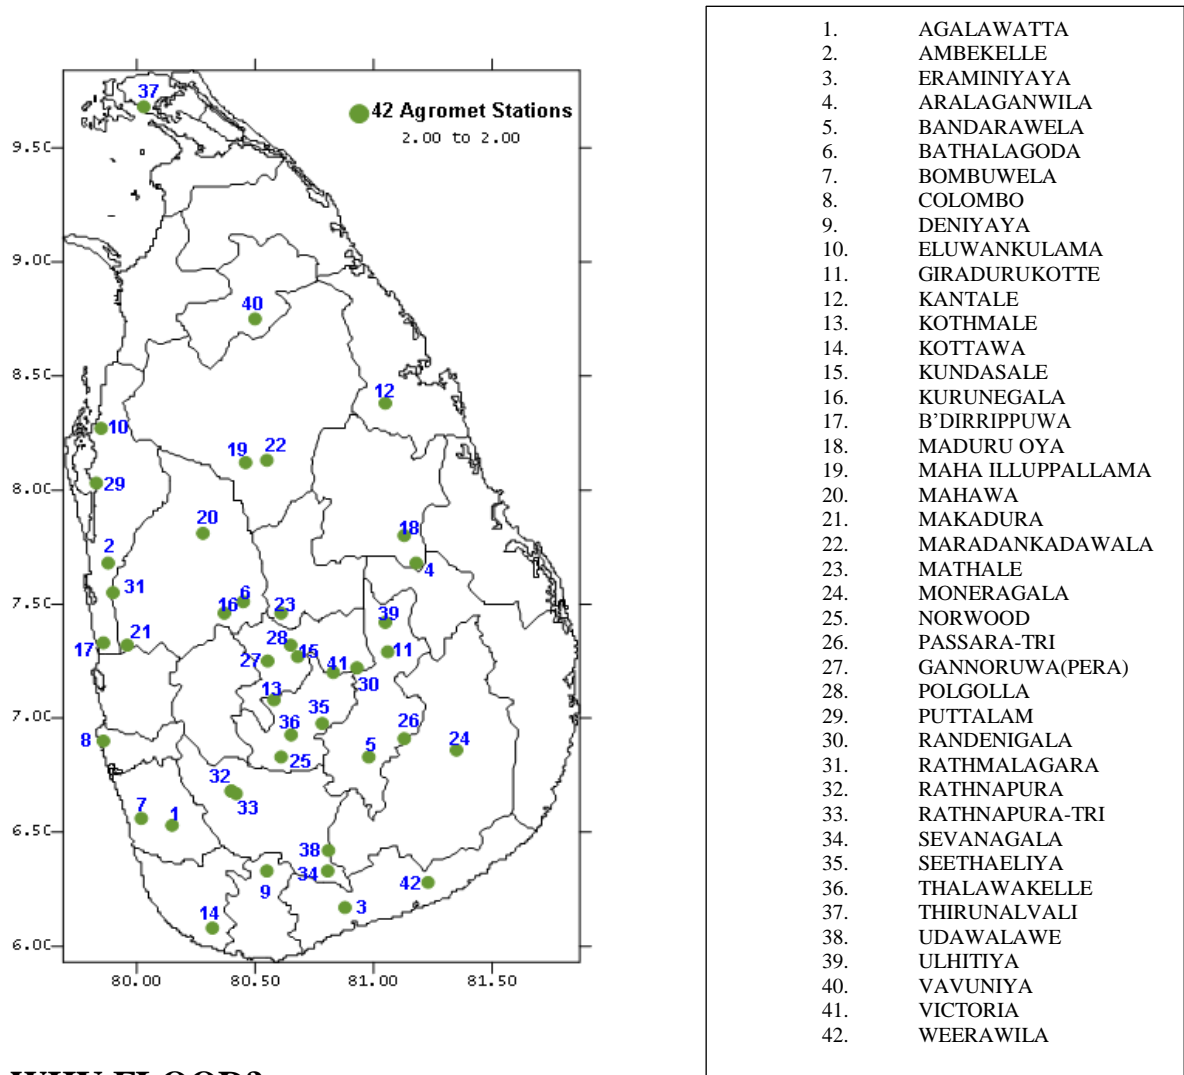 37
42 Agromet Stations
2.00 to 2.00
9.50
9.00
40
8.50
12
10
19 22
8.00
29
20
18
2
4
31
7.50
16 6 23
39
21
28
17
27 15
41
11
30
13
7.00
36 35
26
8
5
24
25
32
33
7
1
6.50
38
34
42
9
3
14
6.00
80.00 80.50 81.00 81.50
1. AGALAWATTA
2. AMBEKELLE
3. ERAMINIYAYA
4. ARALAGANWILA
5. BANDARAWELA
6. BATHALAGODA
7. BOMBUWELA
8. COLOMBO
9. DENIYAYA
10. ELUWANKULAMA
11. GIRADURUKOTTE
12. KANTALE
13. KOTHMALE
14. KOTTAWA
15. KUNDASALE
16. KURUNEGALA
17. B'DIRRIPPUWA
18. MADURU OYA
19. MAHA ILLUPPALLAMA
20. MAHAWA
21. MAKADURA
22. MARADANKADAWALA
23. MATHALE
24. MONERAGALA
25. NORWOOD
26. PASSARA-TRI
27. GANNORUWA(PERA)
28. POLGOLLA
29. PUTTALAM
30. RANDENIGALA
31. RATHMALAGARA
32. RATHNAPURA
33. RATHNAPURA-TRI
34. SEVANAGALA
35. SEETHAELIYA
36. THALAWAKELLE
37. THIRUNALVALI
38. UDAWALAWE
39. ULHITIYA
40. VAVUNIYA
41. VICTORIA
42. WEERAWILA
WHY FLOOD?